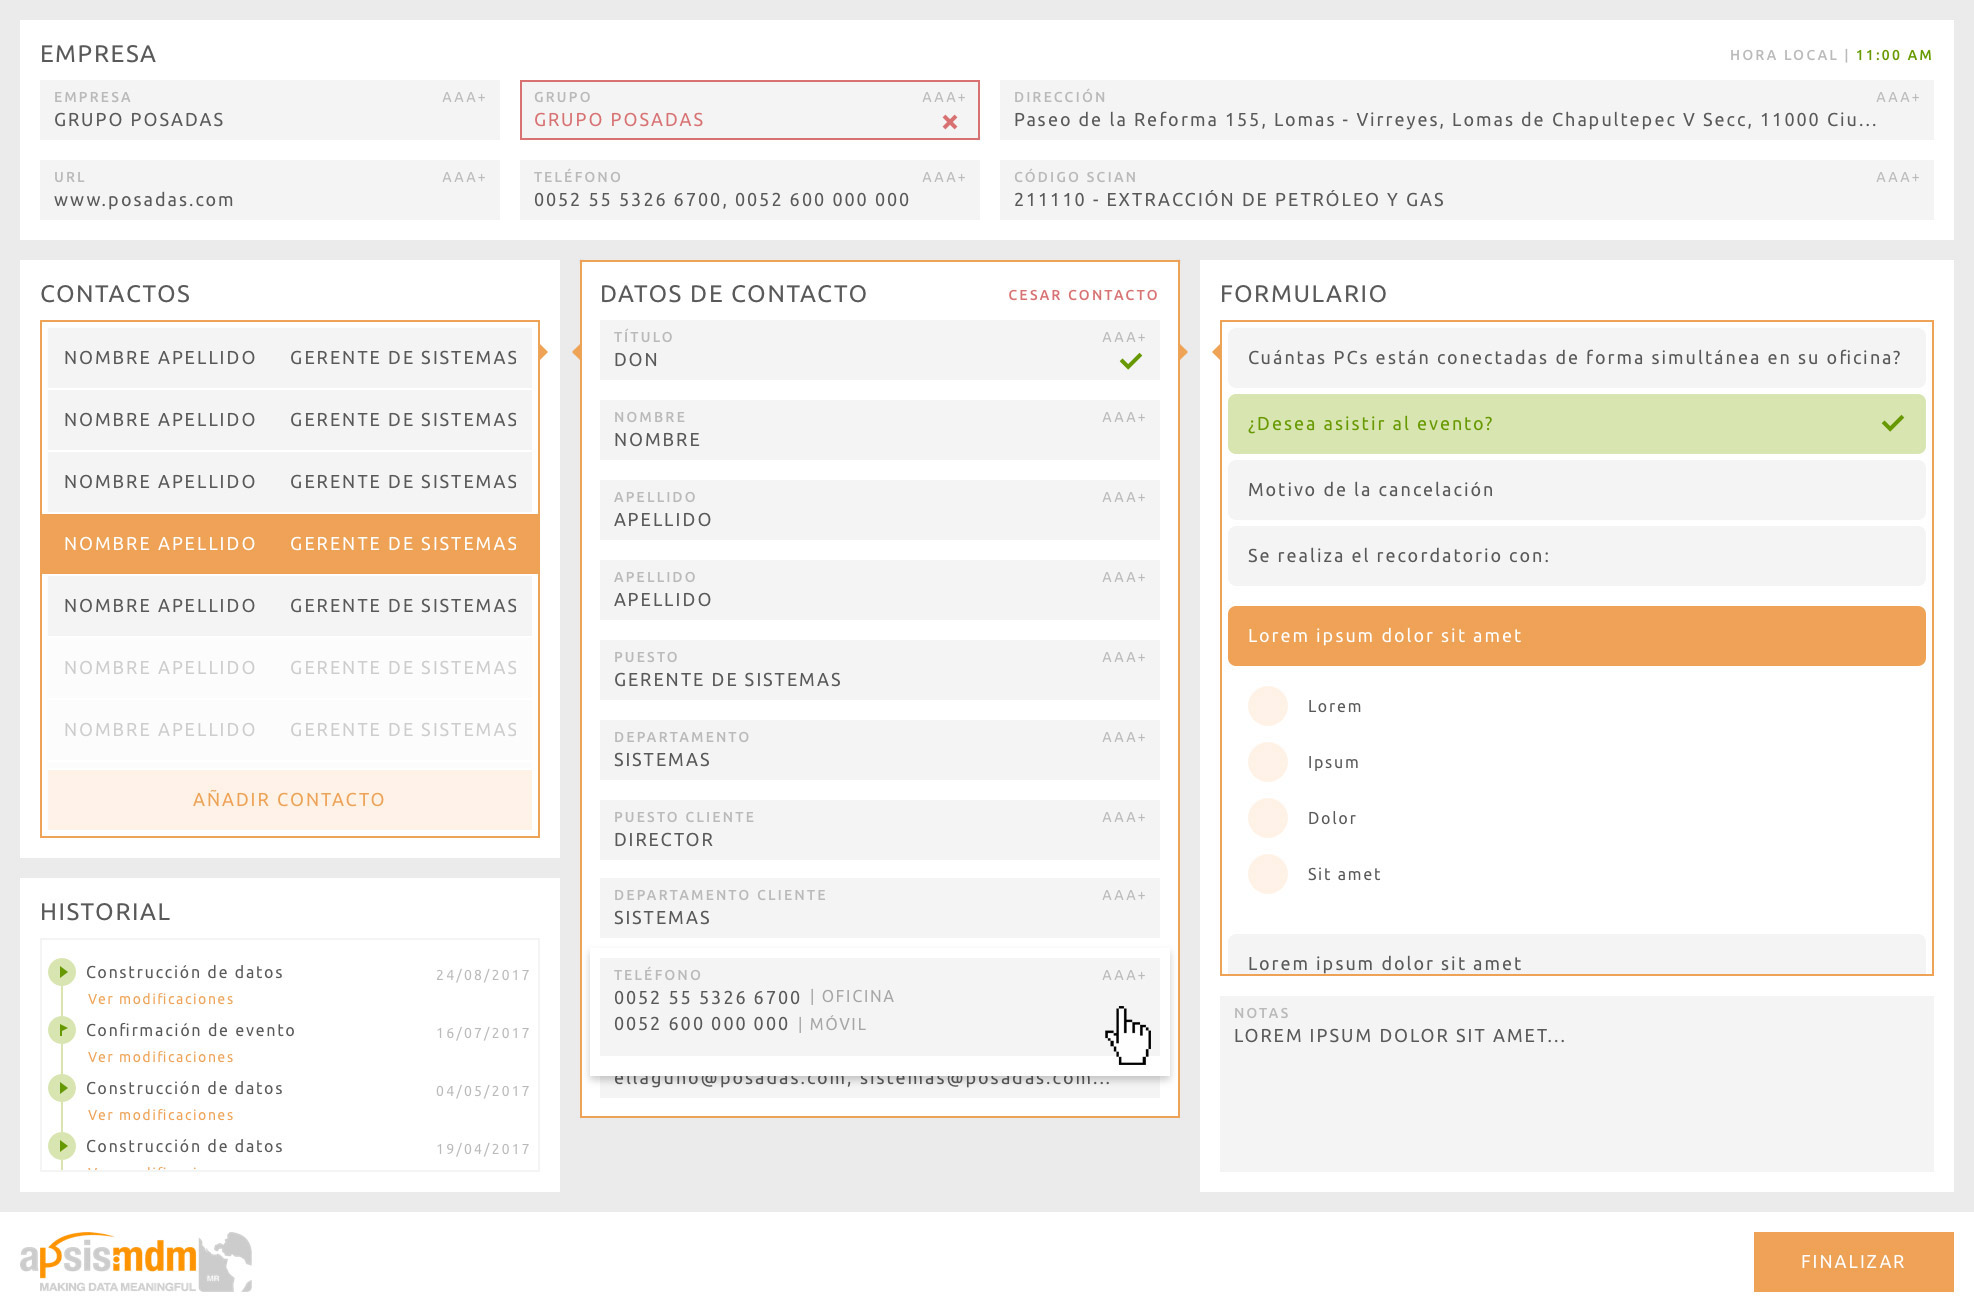 EMPRESA
HORA LOCAL | 11:00 AM
EMPRESA AAA+
GRUPO POSADAS
GRUPO AAA+
GRUPO POSADAS
DIRECCIÓN AAA+
Paseo de la Reforma 155, Lomas - Virreyes, Lomas de Chapultepec V Secc, 11000 Ciu...
URL AAA+
www.posadas.com
TELÉFONO AAA+
0052 55 5326 6700, 0052 600 000 000
CÓDIGO SCIAN AAA+
211110 - EXTRACCIÓN DE PETRÓLEO Y GAS
CONTACTOS
NOMBRE APELLIDO GERENTE DE SISTEMAS
NOMBRE APELLIDO GERENTE DE SISTEMAS
NOMBRE APELLIDO GERENTE DE SISTEMAS
NOMBRE APELLIDO GERENTE DE SISTEMAS
NOMBRE APELLIDO GERENTE DE SISTEMAS
NOMBRE APELLIDO GERENTE DE SISTEMAS
NOMBRE APELLIDO GERENTE DE SISTEMAS
AÑADIR CONTACTO
HISTORIAL
Construcción de datos 24/08/2017
Ver modificaciones
Confirmación de evento 16/07/2017
Ver modificaciones
Construcción de datos 04/05/2017
Ver modificaciones
Construcción de datos 19/04/2017
DATOS DE CONTACTO
CESAR CONTACTO
TÍTULO AAA+
DON
NOMBRE AAA+
NOMBRE
APELLIDO AAA+
APELLIDO
APELLIDO AAA+
APELLIDO
PUESTO AAA+
GERENTE DE SISTEMAS
DEPARTAMENTO AAA+
SISTEMAS
PUESTO CLIENTE AAA+
DIRECTOR
DEPARTAMENTO CLIENTE AAA+
SISTEMAS
TELÉFONO AAA+
0052 55 5326 6700 | OFICINA
0052 600 000 000 | MÓVIL
ellaguno@posadas.com, sistemas@posadas.com...
FORMULARIO
Cuántas PCs están conectadas de forma simultánea en su oficina?
¿Desea asistir al evento?
Motivo de la cancelación
Se realiza el recordatorio con:
Lorem ipsum dolor sit amet
Lorem
Ipsum
Dolor
Sit amet
Lorem ipsum dolor sit amet
NOTAS
LOREM IPSUM DOLOR SIT AMET...
apsismdm
MR
MAKING DATA MEANINGFUL
FINALIZAR